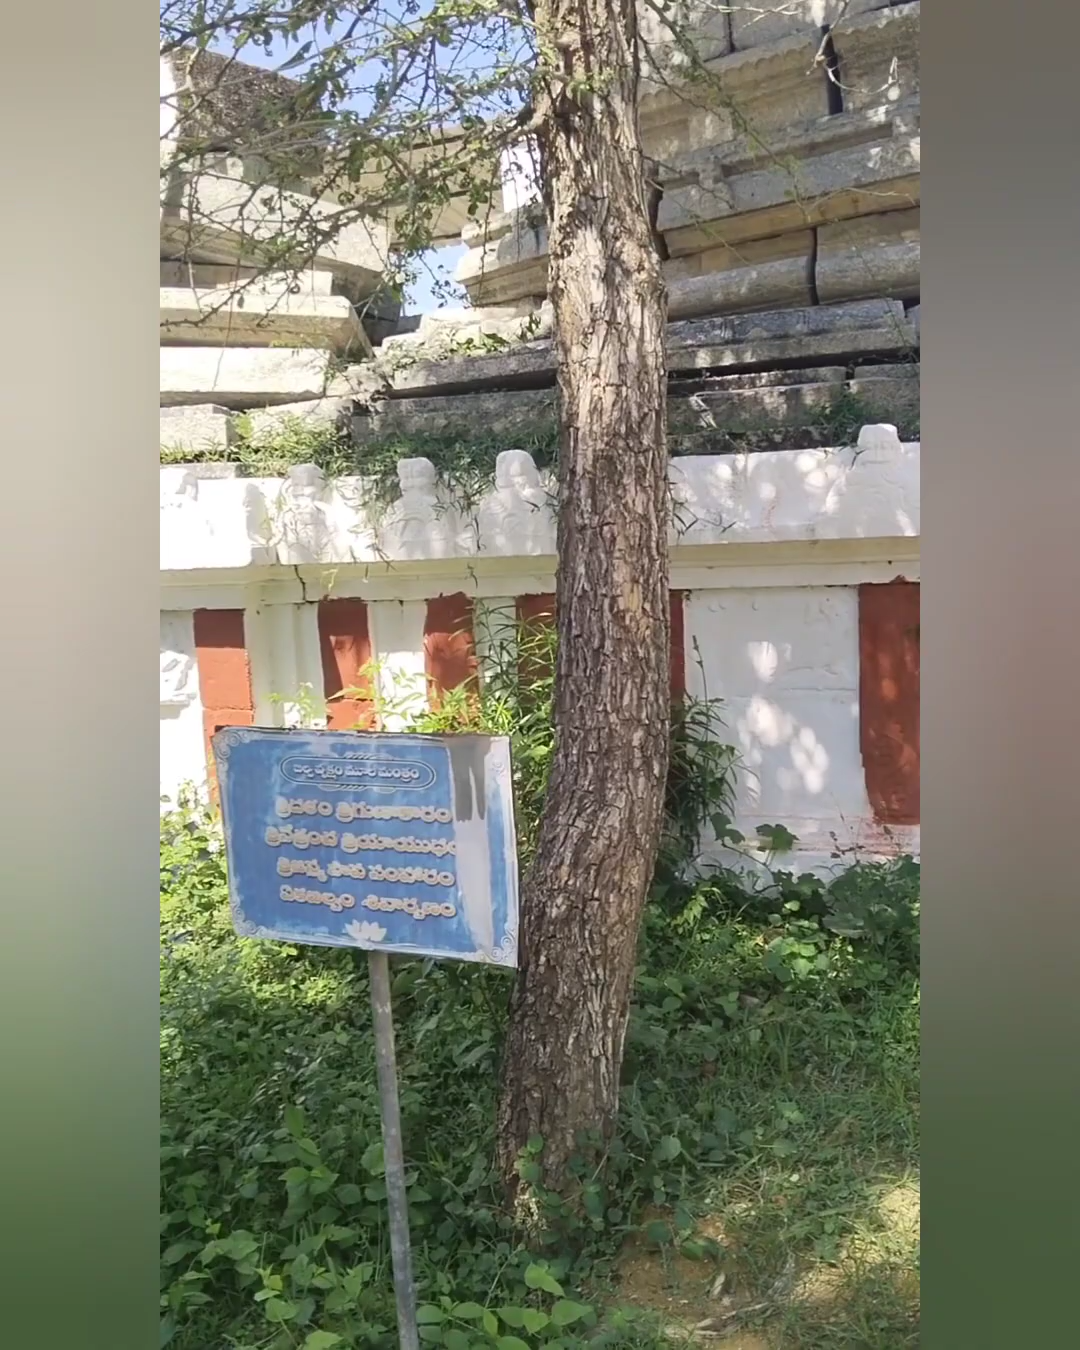 బిల్వ వృక్షం మూల మంత్రం
త్రిదళం త్రిగుణాకారం
త్రినేత్రంచ త్రియాయుధం
త్రిజన్మ పాప సంహారం
ఏకబిల్వం శివార్పణం